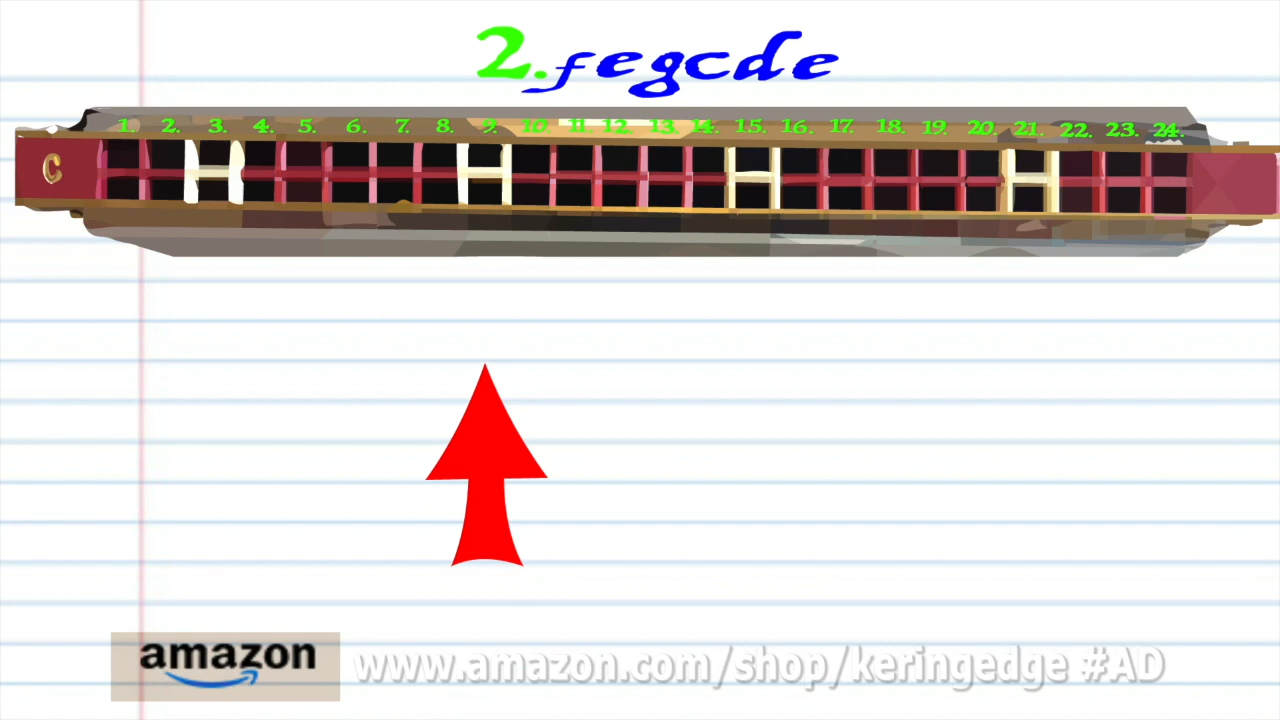 2. fegcde
1. 2. 3. 4. 5. 6. 7. 8. 9. 10. 11. 12. 13. 14. 15. 16. 17. 18. 19. 20. 21. 22. 23. 24.
C
amazon www.amazon.com/shop/keringedge #AD